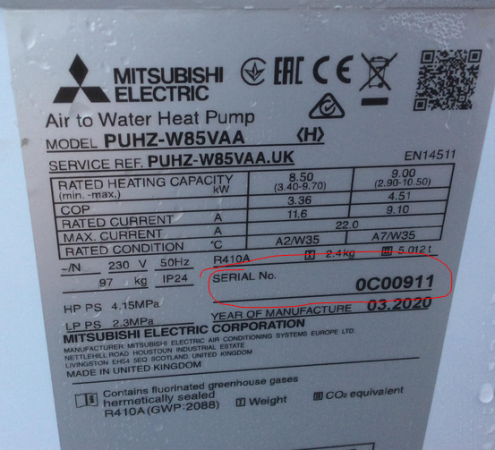 MITSUBISHI
ELECTRIC
EAC CE
Air to Water Heat Pump
MODEL PUHZ-W85VAA <H>
SERVICE REF. PUHZ-W85VAA.UK EN14511
RATED HEATING CAPACITY (min. -max.) kW 8.50 (3.40-9.70) 9.00 (2.90-10.50)
COP 3.36 4.51
RATED CURRENT A 11.6 9.10
MAX. CURRENT A 22.0
RATED CONDITION °C A2/W35 A7/W35
~/N 230 V 50Hz R410A 2.4kg 5.012t
97 kg IP24 SERIAL No. 0C00911
HP PS 4.15MPa
LP PS 2.3MPa YEAR OF MANUFACTURE 03.2020
MITSUBISHI ELECTRIC CORPORATION
MANUFACTURER: MITSUBISHI ELECTRIC AIR CONDITIONING SYSTEMS EUROPE LTD.
NETTLEHILL ROAD HOUSTOUN INDUSTRIAL ESTATE
LIVINGSTON EH54 5EQ SCOTLAND, UNITED KINGDOM
MADE IN UNITED KINGDOM
Contains fluorinated greenhouse gases
hermetically sealed
R410A (GWP:2088) Weight CO₂ equivalent